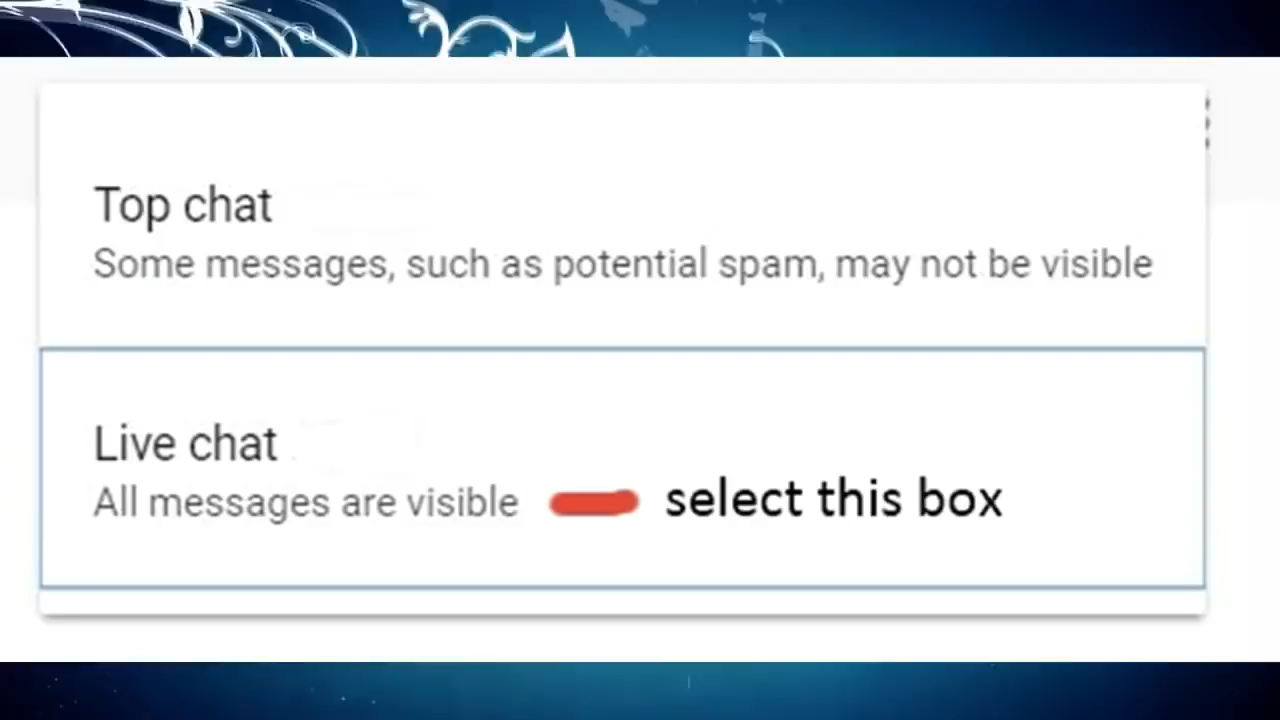 Top chat
Some messages, such as potential spam, may not be visible
Live chat
All messages are visible select this box